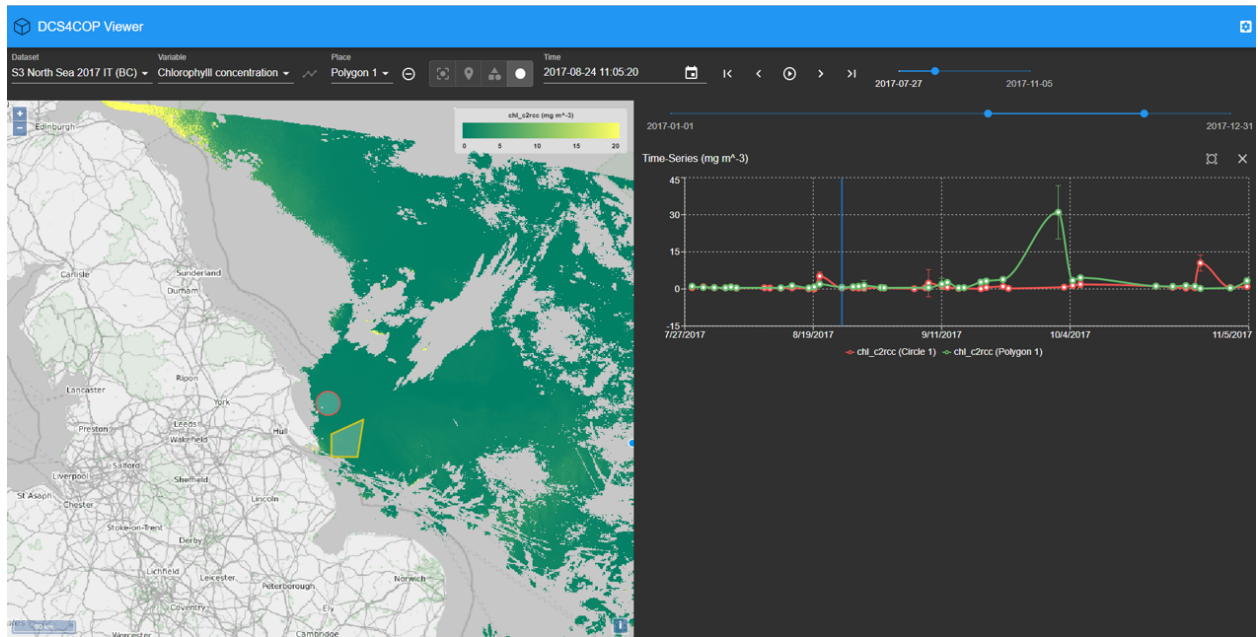 DCS4COP Viewer
Dataset
S3 North Sea 2017 IT (BC)
Variable
Chlorophylll concentration
Place
Polygon 1
Time
2017-08-24 11:05:20
2017-07-27
2017-11-05
+
−
Edinburgh
Carlisle
Sunderland
Durham
Ripon
Lancaster
York
Preston
Leeds
Hull
Wakefield
Salford
Liverpool
Sheffield
St Asaph
Chester
Lincoln
Stoke-on-Trent
Derby
Lichfield
Leicester
Peterborough
Norwich
Coventry
Ely
Worcester
Cambridge
50 km
i
chl_c2rcc (mg m^-3)
0 5 10 15 20
2017-01-01
2017-12-31
Time-Series (mg m^-3)
45
30
15
0
-15
7/27/2017 8/19/2017 9/11/2017 10/4/2017 11/5/2017
chl_c2rcc (Circle 1) chl_c2rcc (Polygon 1)